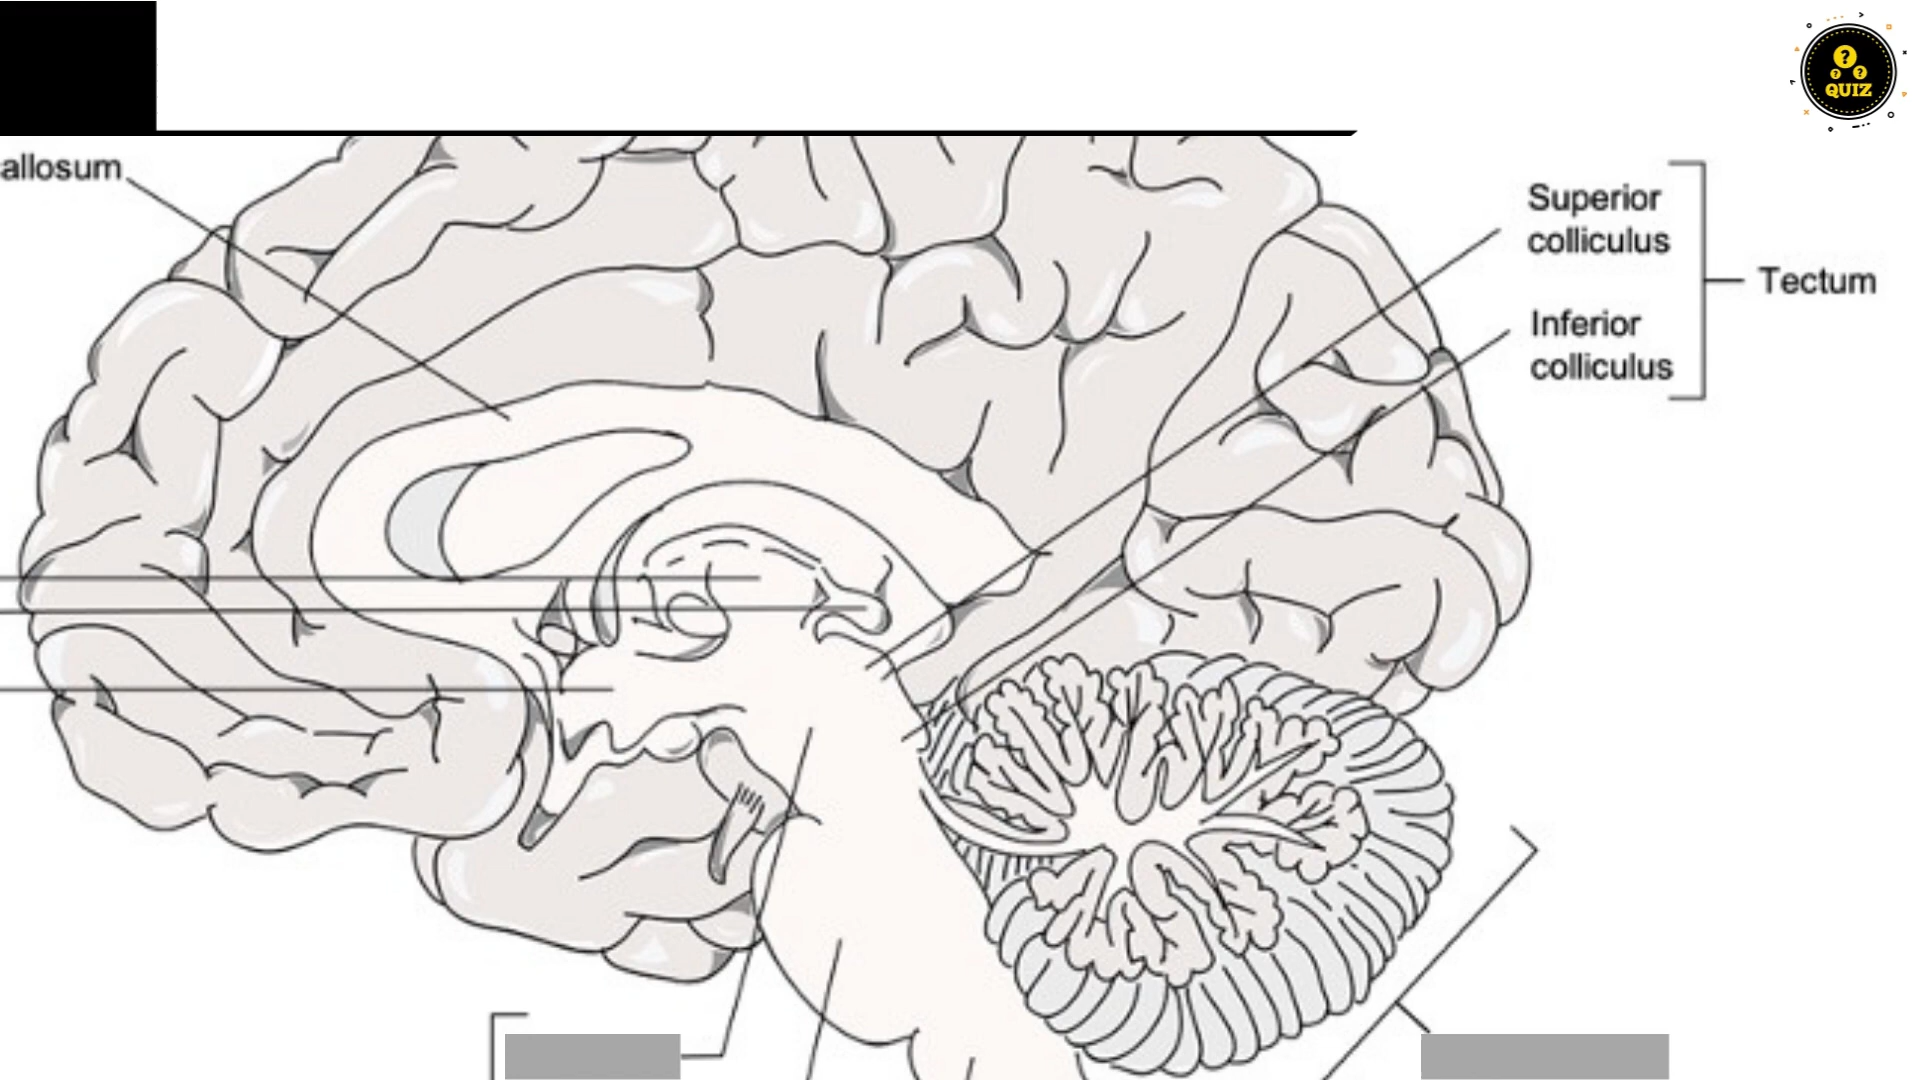 ? ? ?
QUIZ
allosum
Superior
colliculus
Tectum
Inferior
colliculus